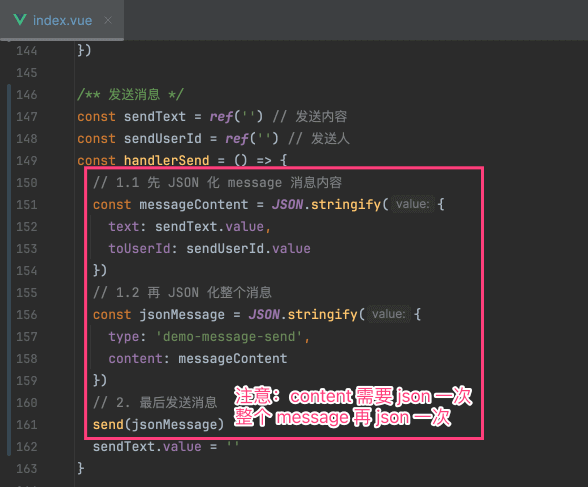 index.vue ×
144 })
145
146 /** 发送消息 */
147 const sendText = ref('') // 发送内容
148 const sendUserId = ref('') // 发送人
149 const handlerSend = () => {
150 // 1.1 先 JSON 化 message 消息内容
151 const messageContent = JSON.stringify( value: {
152 text: sendText.value,
153 toUserId: sendUserId.value
154 })
155 // 1.2 再 JSON 化整个消息
156 const jsonMessage = JSON.stringify( value: {
157 type: 'demo-message-send',
158 content: messageContent
159 })
160 // 2. 最后发送消息
161 send(jsonMessage)
162 sendText.value = ''
163 }
注意：content 需要 json 一次
整个 message 再 json 一次